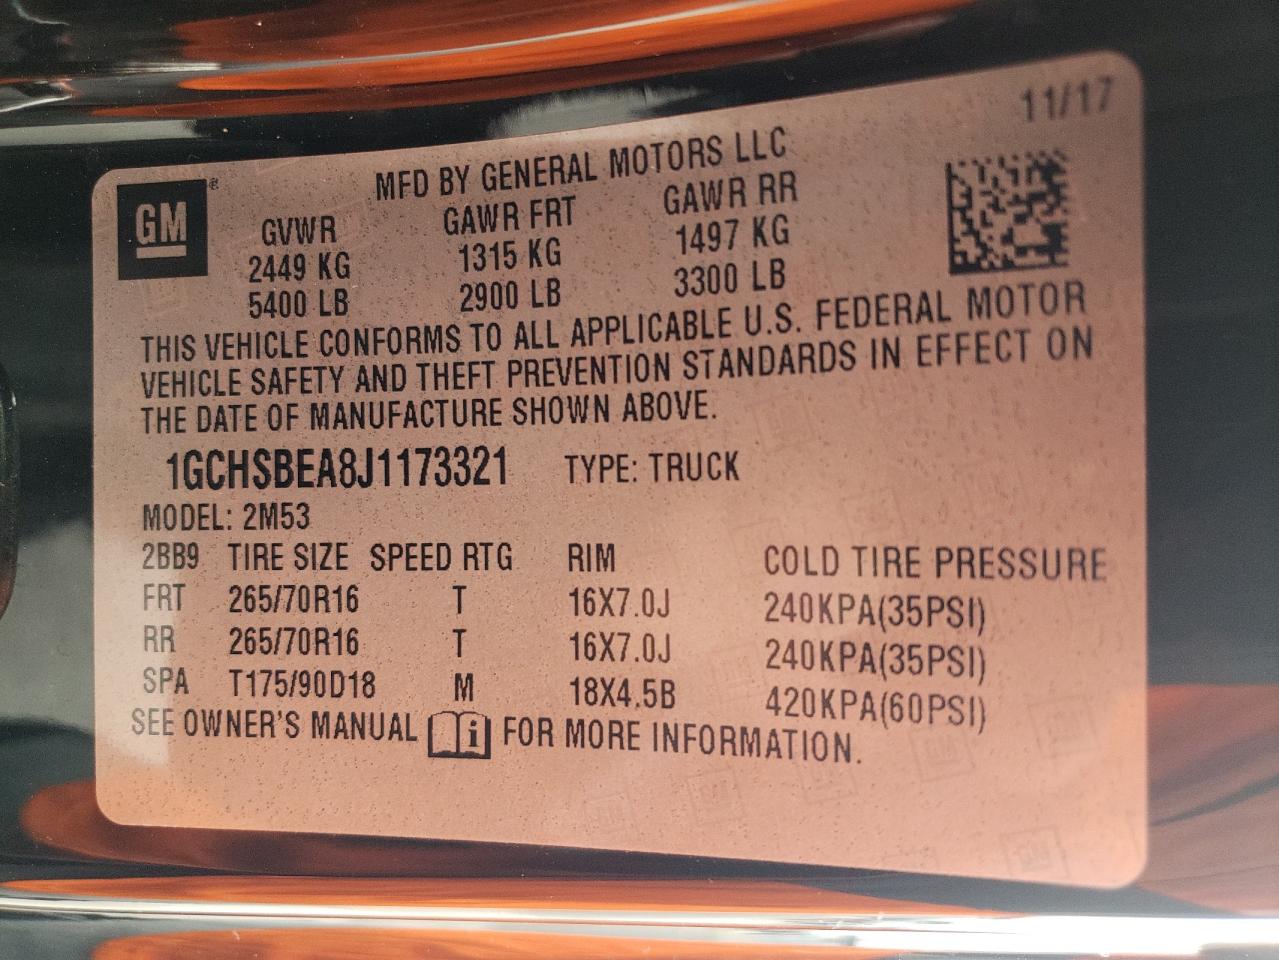 11/17
GM®
MFD BY GENERAL MOTORS LLC
GVWR GAWR FRT GAWR RR
2449 KG 1315 KG 1497 KG
5400 LB 2900 LB 3300 LB
THIS VEHICLE CONFORMS TO ALL APPLICABLE U.S. FEDERAL MOTOR
VEHICLE SAFETY AND THEFT PREVENTION STANDARDS IN EFFECT ON
THE DATE OF MANUFACTURE SHOWN ABOVE.
1GCHSBEA8J1173321 TYPE: TRUCK
MODEL: 2M53
2BB9 TIRE SIZE SPEED RTG RIM COLD TIRE PRESSURE
FRT 265/70R16 T 16X7.0J 240KPA(35PSI)
RR 265/70R16 T 16X7.0J 240KPA(35PSI)
SPA T175/90D18 M 18X4.5B 420KPA(60PSI)
SEE OWNER'S MANUAL i FOR MORE INFORMATION.